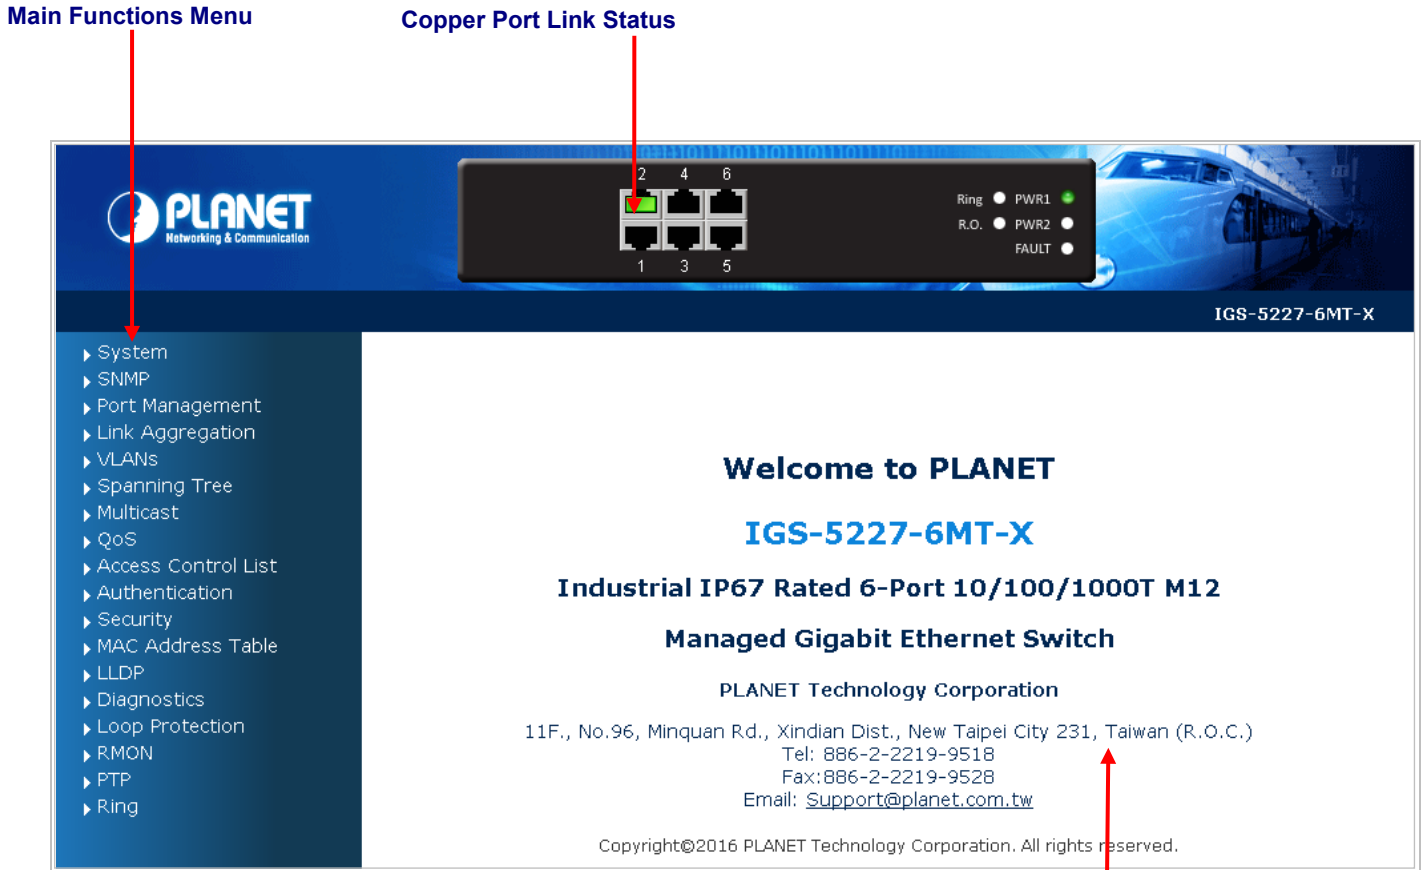 Main Functions Menu
Copper Port Link Status
PLANET
Networking & Communication
2 4 6
1 3 5
Ring PWR1
R.O. PWR2
FAULT
IGS-5227-6MT-X
System
SNMP
Port Management
Link Aggregation
VLANs
Spanning Tree
Multicast
QoS
Access Control List
Authentication
Security
MAC Address Table
LLDP
Diagnostics
Loop Protection
RMON
PTP
Ring
Welcome to PLANET
IGS-5227-6MT-X
Industrial IP67 Rated 6-Port 10/100/1000T M12
Managed Gigabit Ethernet Switch
PLANET Technology Corporation
11F., No.96, Minquan Rd., Xindian Dist., New Taipei City 231, Taiwan (R.O.C.)
Tel: 886-2-2219-9518
Fax:886-2-2219-9528
Email: Support@planet.com.tw
Copyright©2016 PLANET Technology Corporation. All rights reserved.